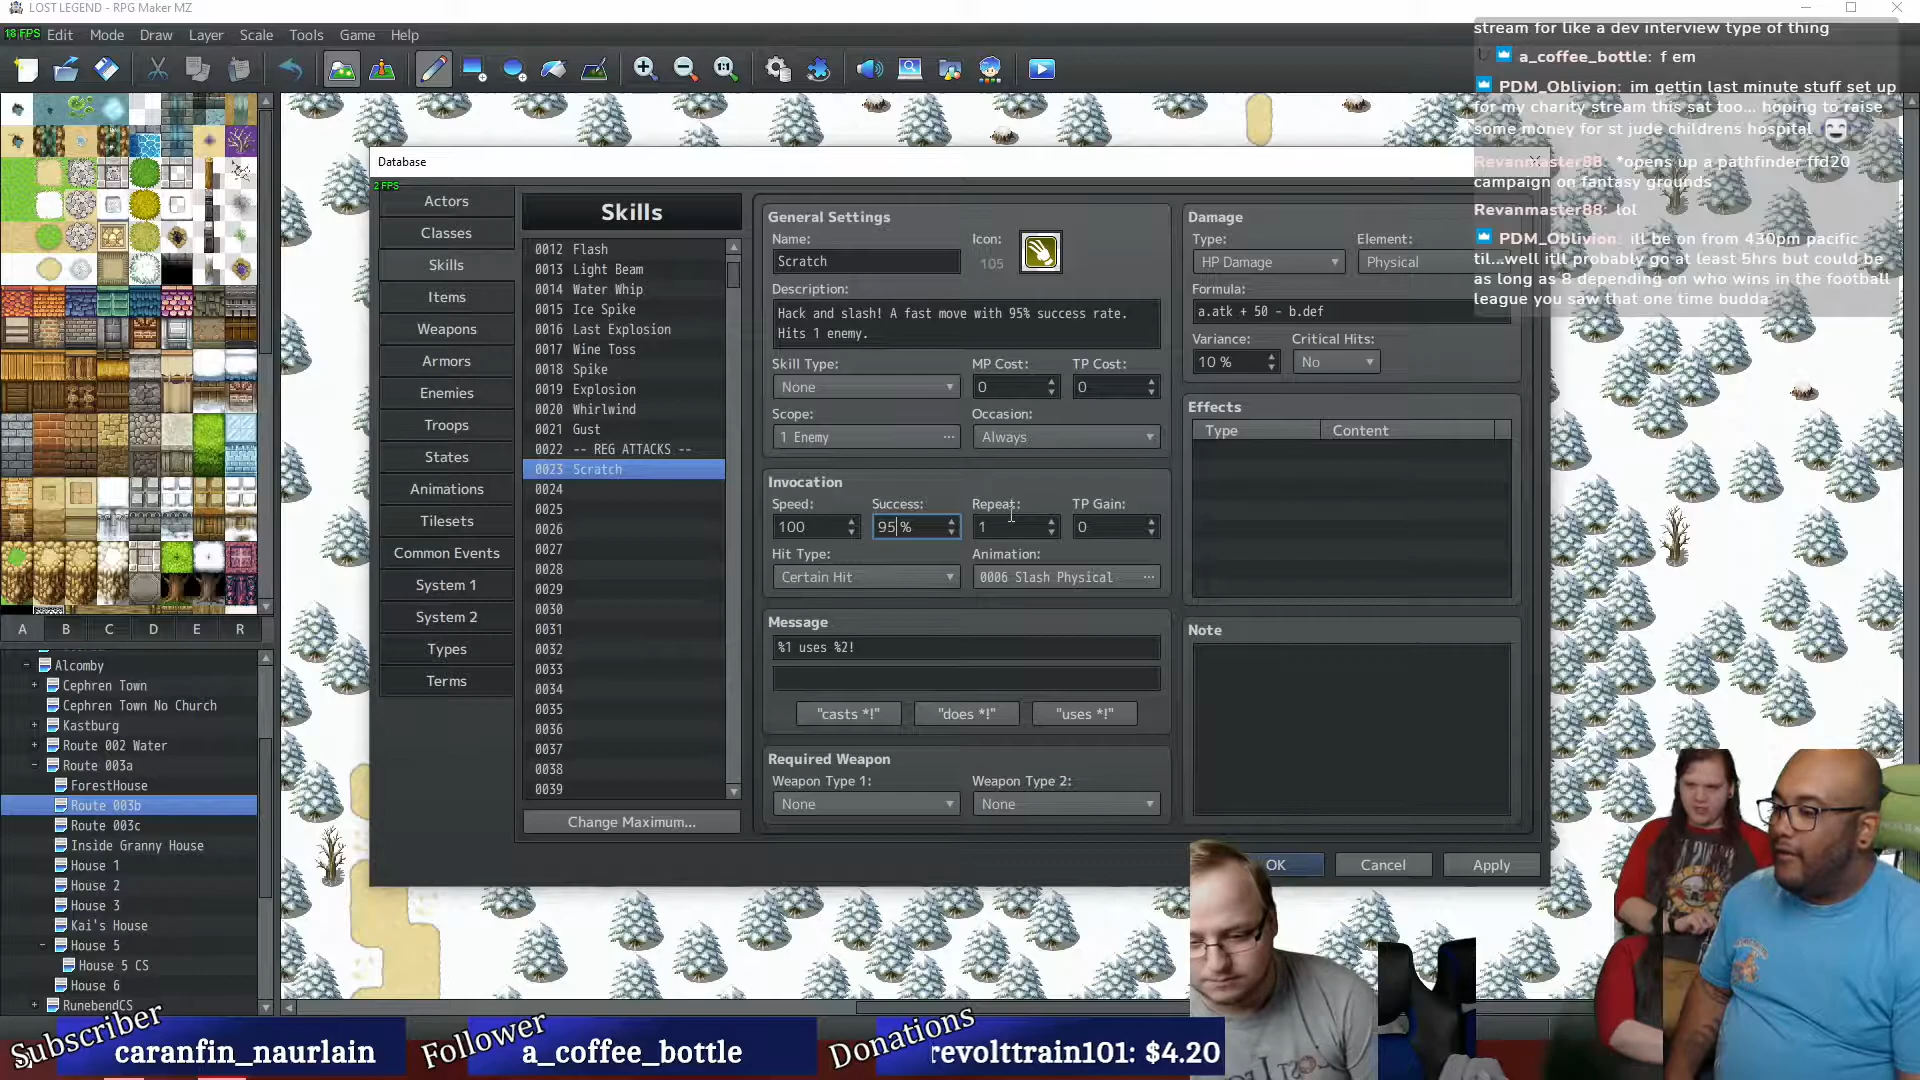 LOST LEGEND - RPG Maker MZ
18 FPS
Edit
Mode
Draw
Layer
Scale
Tools
Game
Help
stream for like a dev interview type of thing
a_coffee_bottle: f em
PDM_Oblivion: im gettin last minute stuff set up
for my charity stream this sat too... hoping to raise
some money for st jude childrens hospital
Revanmaster88: *opens up a pathfinder ffd20
campaign on fantasy grounds
Revanmaster88: lol
PDM_Oblivion: ill be on from 430pm pacific
til...well itll probably go at least 5hrs but could be
as long as 8 depending on who wins in the football
league you saw that one time budda
Database
2 FPS
Actors
Classes
Skills
Items
Weapons
Armors
Enemies
Troops
States
Animations
Tilesets
Common Events
System 1
System 2
Types
Terms
Skills
0012 Flash
0013 Light Beam
0014 Water Whip
0015 Ice Spike
0016 Last Explosion
0017 Wine Toss
0018 Spike
0019 Explosion
0020 Whirlwind
0021 Gust
0022 -- REG ATTACKS --
0023 Scratch
0024
0025
0026
0027
0028
0029
0030
0031
0032
0033
0034
0035
0036
0037
0038
0039
Change Maximum...
General Settings
Name:
Scratch
Icon:
105
Description:
Hack and slash! A fast move with 95% success rate.
Hits 1 enemy.
Skill Type:
None
MP Cost:
0
TP Cost:
0
Scope:
1 Enemy
Occasion:
Always
Invocation
Speed:
100
Success:
95 %
Repeat:
1
TP Gain:
0
Hit Type:
Certain Hit
Animation:
0006 Slash Physical
Message
%1 uses %2!
"casts *!"
"does *!"
"uses *!"
Required Weapon
Weapon Type 1:
None
Weapon Type 2:
None
Damage
Type:
HP Damage
Element:
Physical
Formula:
a.atk + 50 - b.def
Variance:
10 %
Critical Hits:
No
Effects
Type
Content
Note
OK
Cancel
Apply
A
B
C
D
E
R
Alcomby
Cephren Town
Cephren Town No Church
Kastburg
Route 002 Water
Route 003a
ForestHouse
Route 003b
Route 003c
Inside Granny House
House 1
House 2
House 3
Kai's House
House 5
House 5 CS
House 6
RunebendCS
Subscriber
caranfin_naurlain
Follower
a_coffee_bottle
Donations
revolttrain101: $4.20